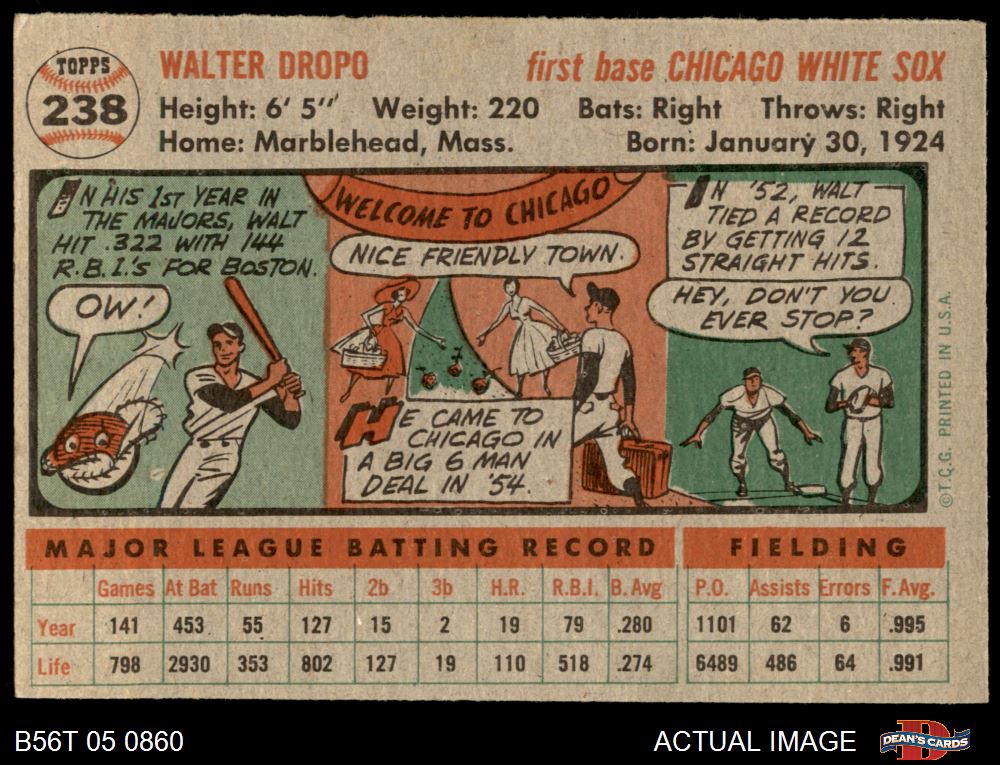 TOPPS
238
WALTER DROPO first base CHICAGO WHITE SOX
Height: 6' 5" Weight: 220 Bats: Right Throws: Right
Home: Marblehead, Mass. Born: January 30, 1924
IN HIS 1ST YEAR IN
THE MAJORS, WALT
HIT .322 WITH 144
R.B.I.'S FOR BOSTON.
OW!
WELCOME TO CHICAGO
NICE FRIENDLY TOWN.
HE CAME TO
CHICAGO IN
A BIG 6 MAN
DEAL IN '54.
IN '52, WALT
TIED A RECORD
BY GETTING 12
STRAIGHT HITS.
HEY, DON'T YOU
EVER STOP?
©T.C.G. PRINTED IN U.S.A.
MAJOR LEAGUE BATTING RECORD FIELDING
Games At Bat Runs Hits 2b 3b H.R. R.B.I. B. Avg P.O. Assists Errors F. Avg.
Year 141 453 55 127 15 2 19 79 .280 1101 62 6 .995
Life 798 2930 353 802 127 19 110 518 .274 6489 486 64 .991
B56T 05 0860 ACTUAL IMAGE DEAN'S CARDS